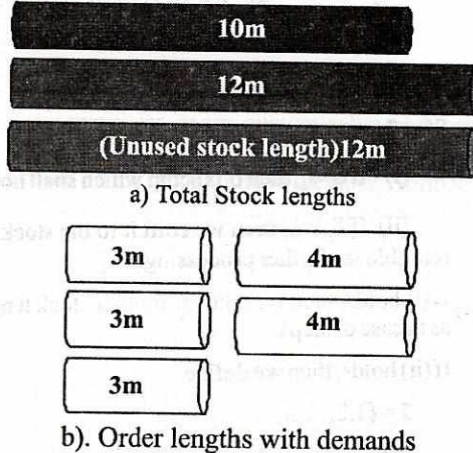 10m
12m
(Unused stock length)12m
a) Total Stock lengths
3m 4m
3m 4m
3m
b). Order lengths with demands